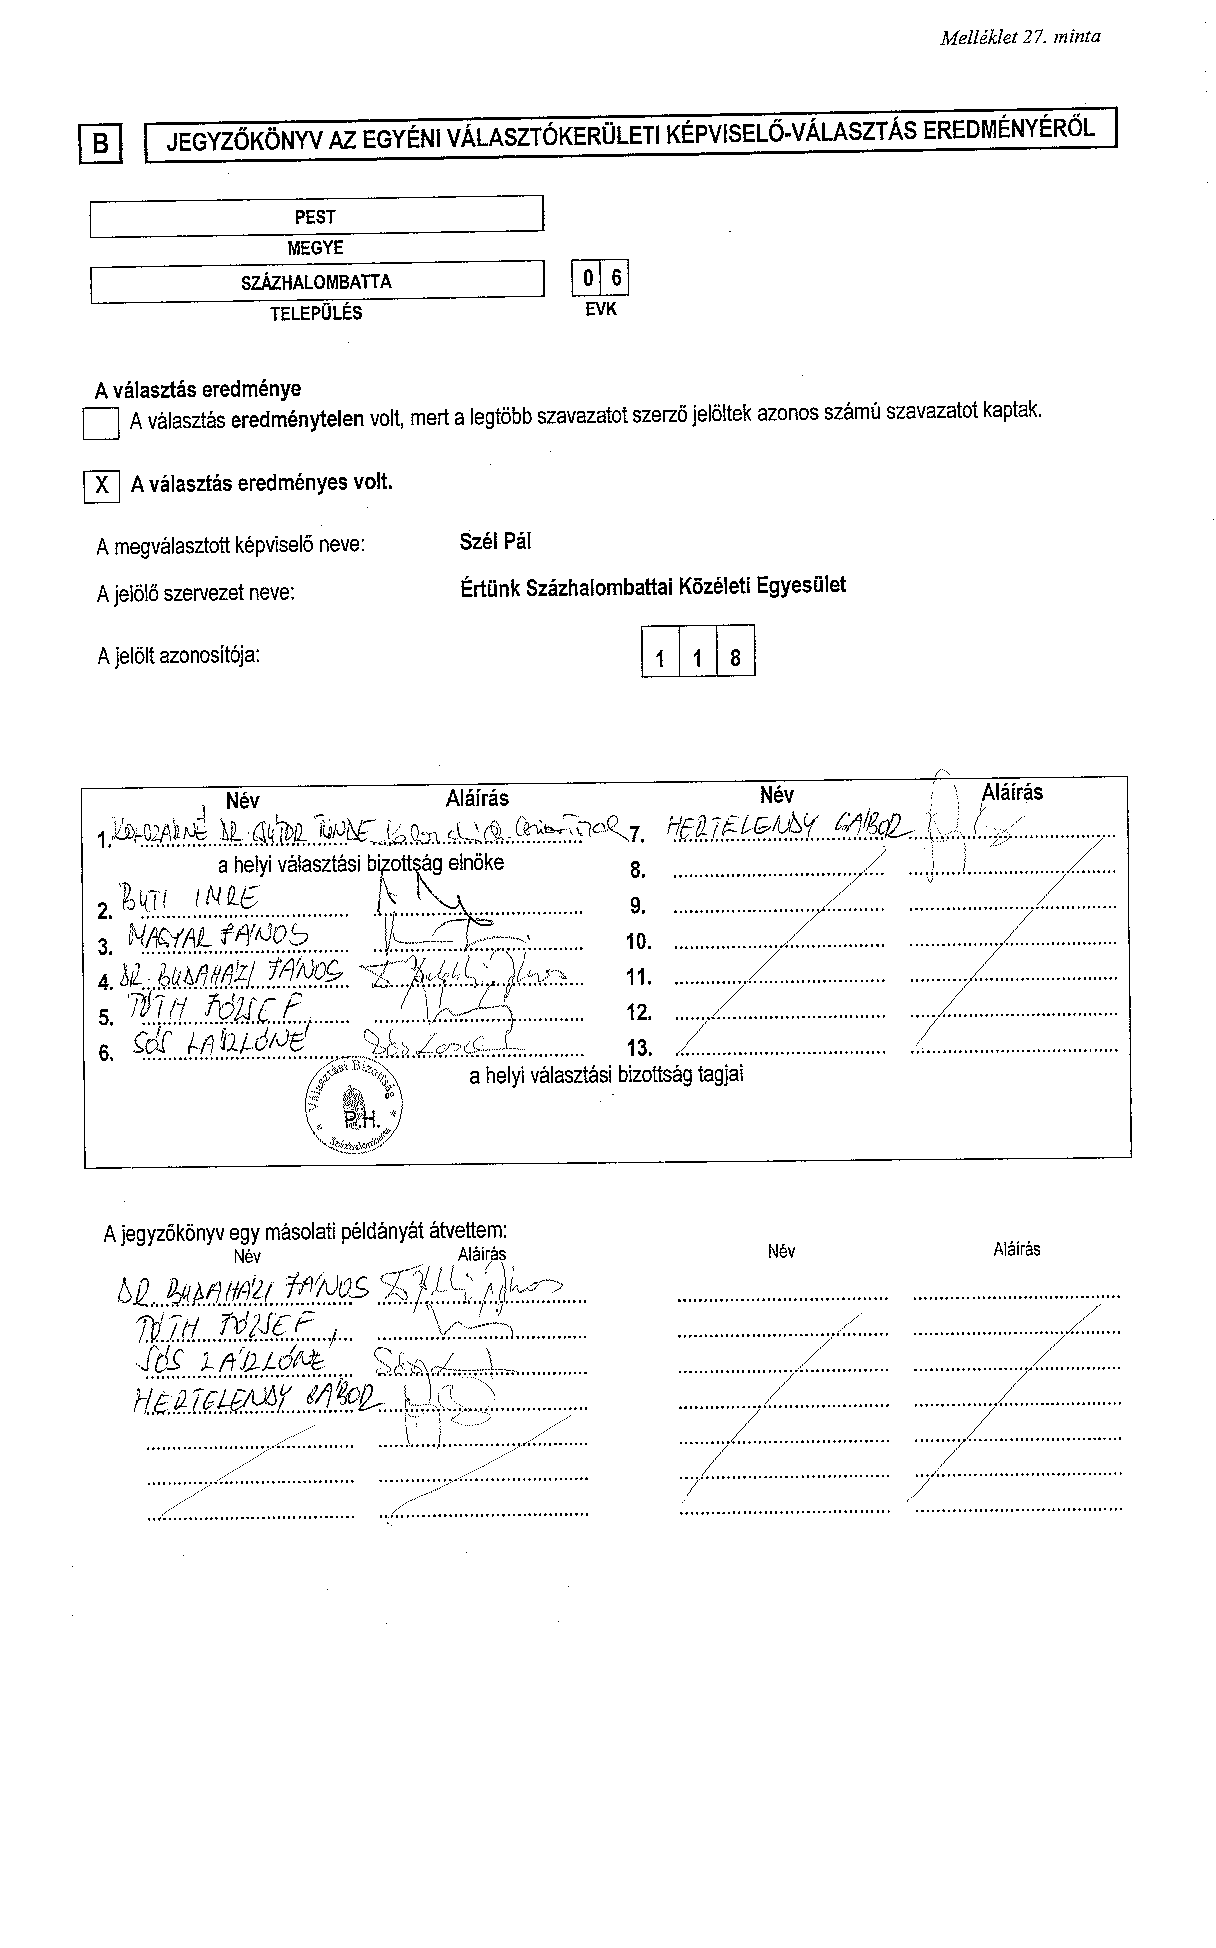 Melléklet 27. minta
B JEGYZŐKÖNYV AZ EGYÉNI VÁLASZTÓKERÜLETI KÉPVISELŐ-VÁLASZTÁS EREDMÉNYÉRŐL
PEST
MEGYE
SZÁZHALOMBATTA 0 6
TELEPÜLÉS EVK
A választás eredménye
A választás eredménytelen volt, mert a legtöbb szavazatot szerző jelöltek azonos számú szavazatot kaptak.
X A választás eredményes volt.
A megválasztott képviselő neve: Szél Pál
A jelölő szervezet neve: Értünk Százhalombattai Közéleti Egyesület
A jelölt azonosítója: 1 1 8
Név Aláírás Név Aláírás
1. DR. TÜNDE 7. HERTELENDY GÁBOR
a helyi választási bizottság elnöke 8.
2. BUTI IMRE 9.
3. MAGYAR JÁNOS 10.
4. DR. BUDAHÁZI JÁNOS 11.
5. TÓTH JÓZSEF 12.
6. SÓS LÁSZLÓNÉ 13.
a helyi választási bizottság tagjai
Választási Bizottság
P.H.
Százhalombatta
A jegyzőkönyv egy másolati példányát átvettem:
Név Aláírás Név Aláírás
DR. BUDAHÁZI JÁNOS
TÓTH JÓZSEF
SÓS LÁSZLÓNÉ
HERTELENDY GÁBOR